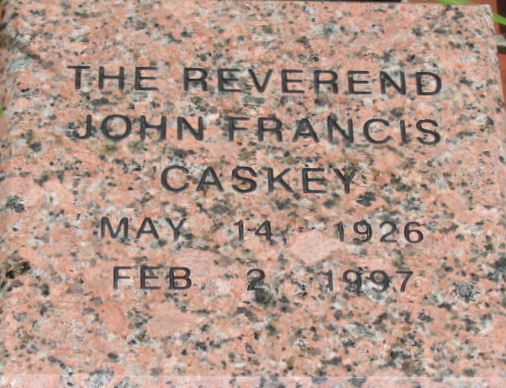 THE REVEREND
JOHN FRANCIS
CASKEY
MAY 14 1926
FEB 2 1997